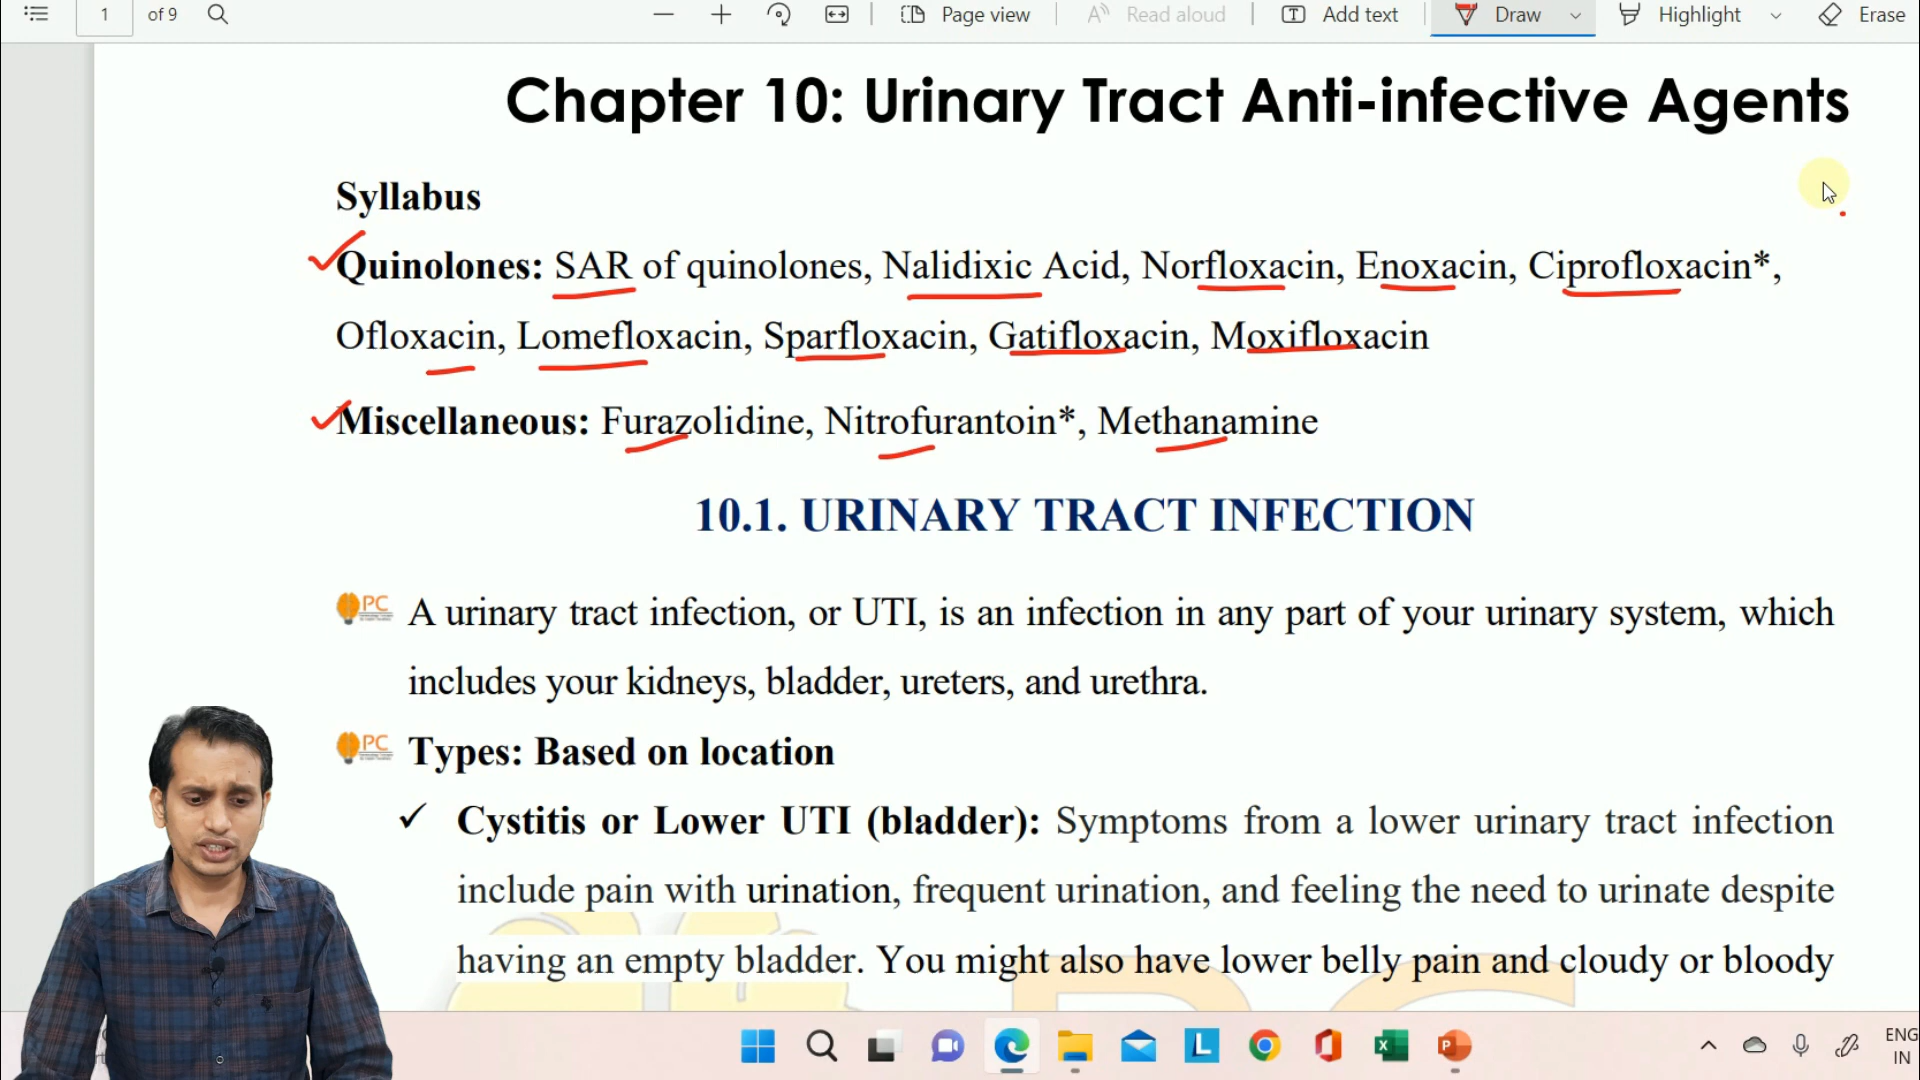 1 of 9 Page view Read aloud Add text Draw Highlight Erase
Chapter 10: Urinary Tract Anti-infective Agents
Syllabus
Quinolones: SAR of quinolones, Nalidixic Acid, Norfloxacin, Enoxacin, Ciprofloxacin*,
Ofloxacin, Lomefloxacin, Sparfloxacin, Gatifloxacin, Moxifloxacin
Miscellaneous: Furazolidine, Nitrofurantoin*, Methanamine
10.1. URINARY TRACT INFECTION
PC A urinary tract infection, or UTI, is an infection in any part of your urinary system, which
includes your kidneys, bladder, ureters, and urethra.
PC Types: Based on location
✓ Cystitis or Lower UTI (bladder): Symptoms from a lower urinary tract infection
include pain with urination, frequent urination, and feeling the need to urinate despite
having an empty bladder. You might also have lower belly pain and cloudy or bloody
ENG
IN